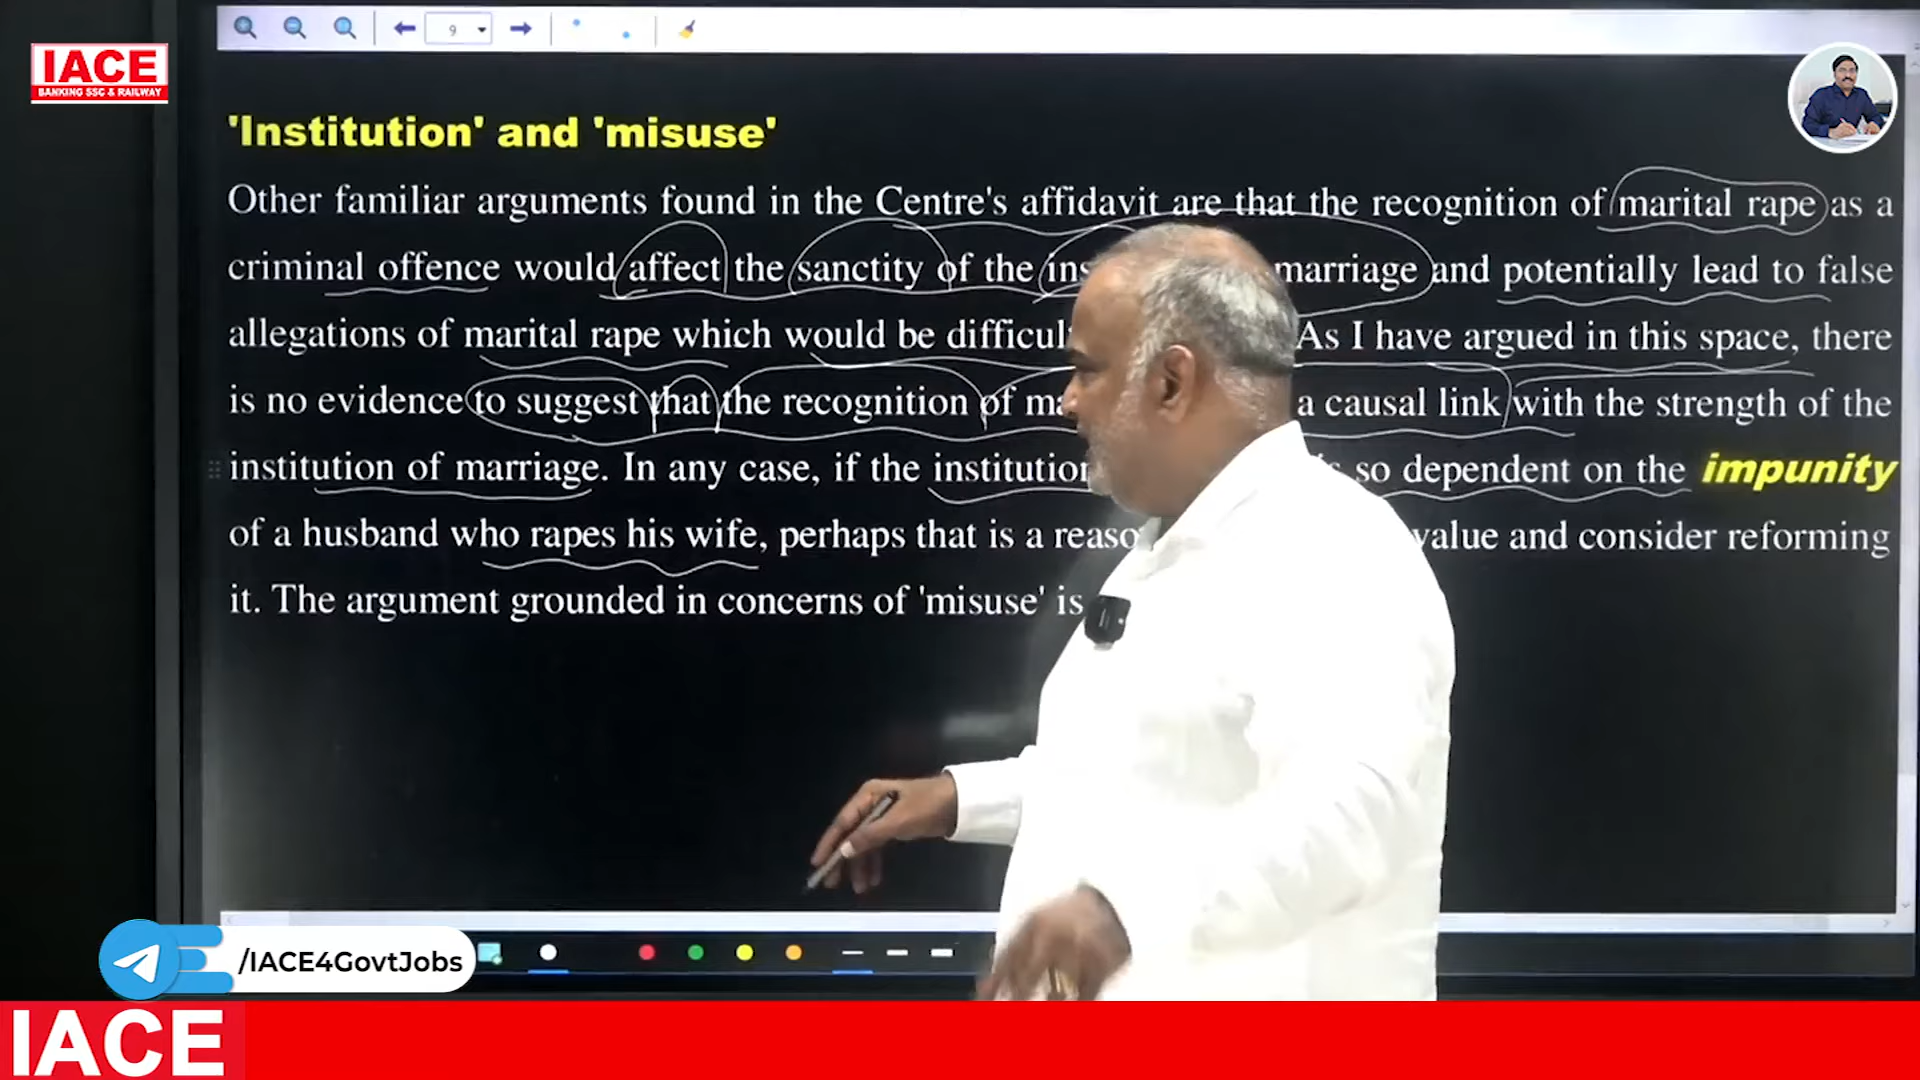 9
IACE
BANKING SSC & RAILWAY
'Institution' and 'misuse'
Other familiar arguments found in the Centre's affidavit are that the recognition of marital rape as a
criminal offence would affect the sanctity of the marriage and potentially lead to false
allegations of marital rape which would be As I have argued in this space, there
is no evidence to suggest that the recognition of a causal link with the strength of the
institution of marriage. In any case, if the so dependent on the impunity
of a husband who rapes his wife, perhaps that is a value and consider reforming
it. The argument grounded in concerns of 'misuse' is
/IACE4GovtJobs
IACE